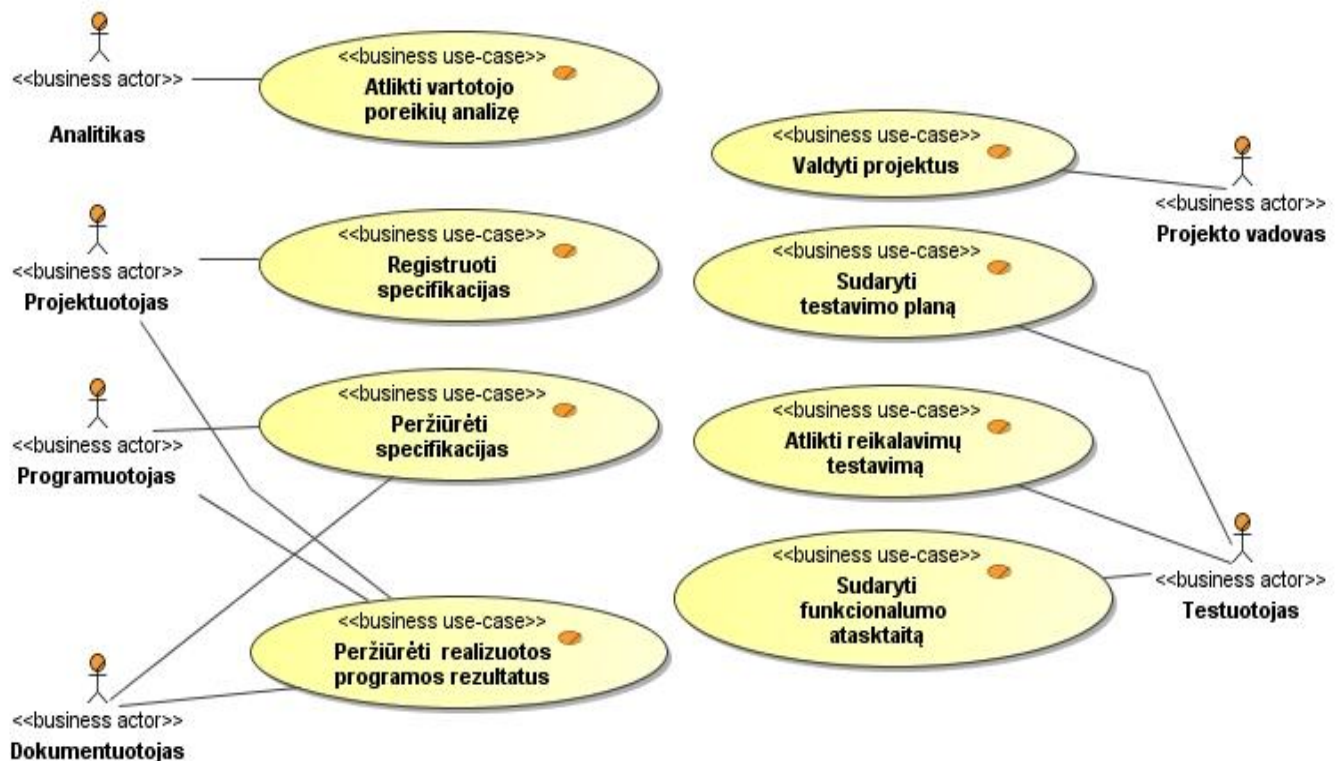 <<business actor>>
Analitikas
<<business use-case>>
Atlikti vartotojo
poreikių analizę
<<business use-case>>
Valdyti projektus
<<business actor>>
Projekto vadovas
<<business actor>>
Projektuotojas
<<business use-case>>
Registruoti
specifikacijas
<<business use-case>>
Sudaryti
testavimo planą
<<business actor>>
Programuotojas
<<business use-case>>
Peržiūrėti
specifikacijas
<<business use-case>>
Atlikti reikalavimų
testavimą
<<business use-case>>
Sudaryti
funkcionalumo
atasktaitą
<<business actor>>
Testuotojas
<<business use-case>>
Peržiūrėti realizuotos
programos rezultatus
<<business actor>>
Dokumentuotojas